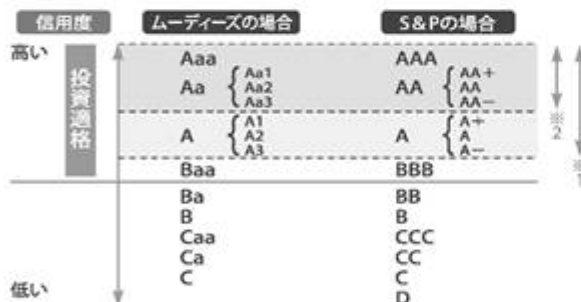 信用度 ムーディーズの場合 S&Pの場合
高い
投資適格
Aaa AAA
Aa { Aa1 Aa2 Aa3 AA { AA+ AA AA−
A { A1 A2 A3 A { A+ A A−
Baa BBB
Ba BB
B B
Caa CCC
Ca CC
C C
低い D
※2
※1